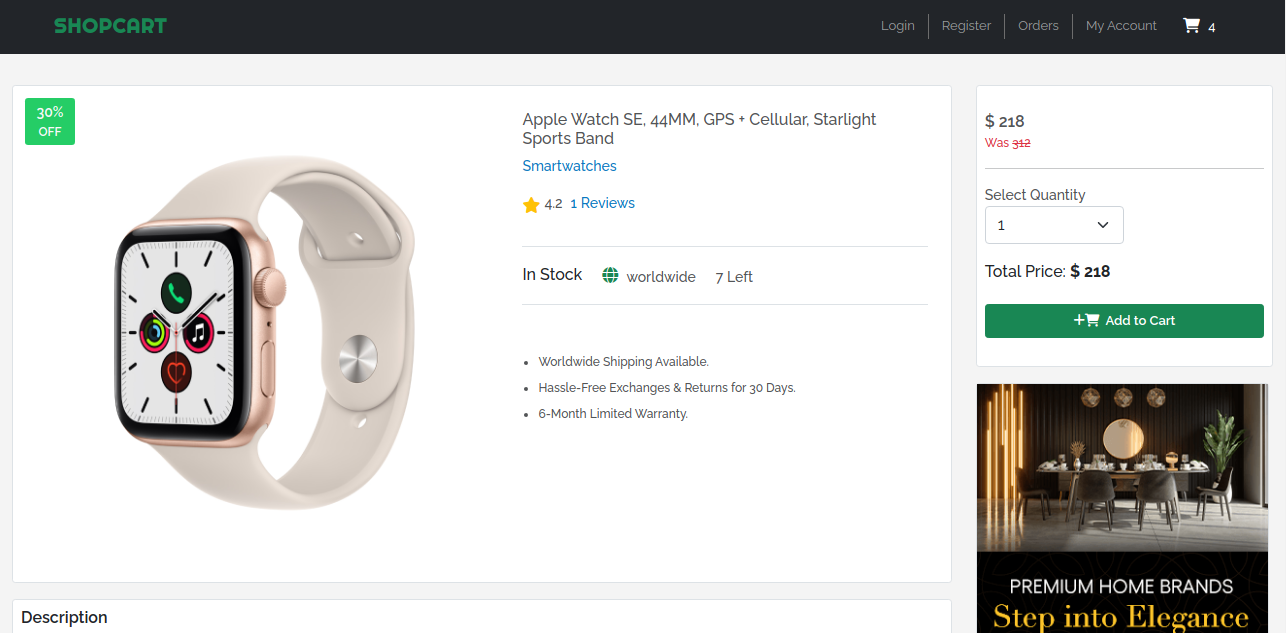 SHOPCART
Login
Register
Orders
My Account
4
30%
OFF
Apple Watch SE, 44MM, GPS + Cellular, Starlight
Sports Band
Smartwatches
4.2 1 Reviews
In Stock worldwide 7 Left
Worldwide Shipping Available.
Hassle-Free Exchanges & Returns for 30 Days.
6-Month Limited Warranty.
$ 218
Was 312
Select Quantity
1
Total Price: $ 218
+ Add to Cart
PREMIUM HOME BRANDS
Step into Elegance
Description